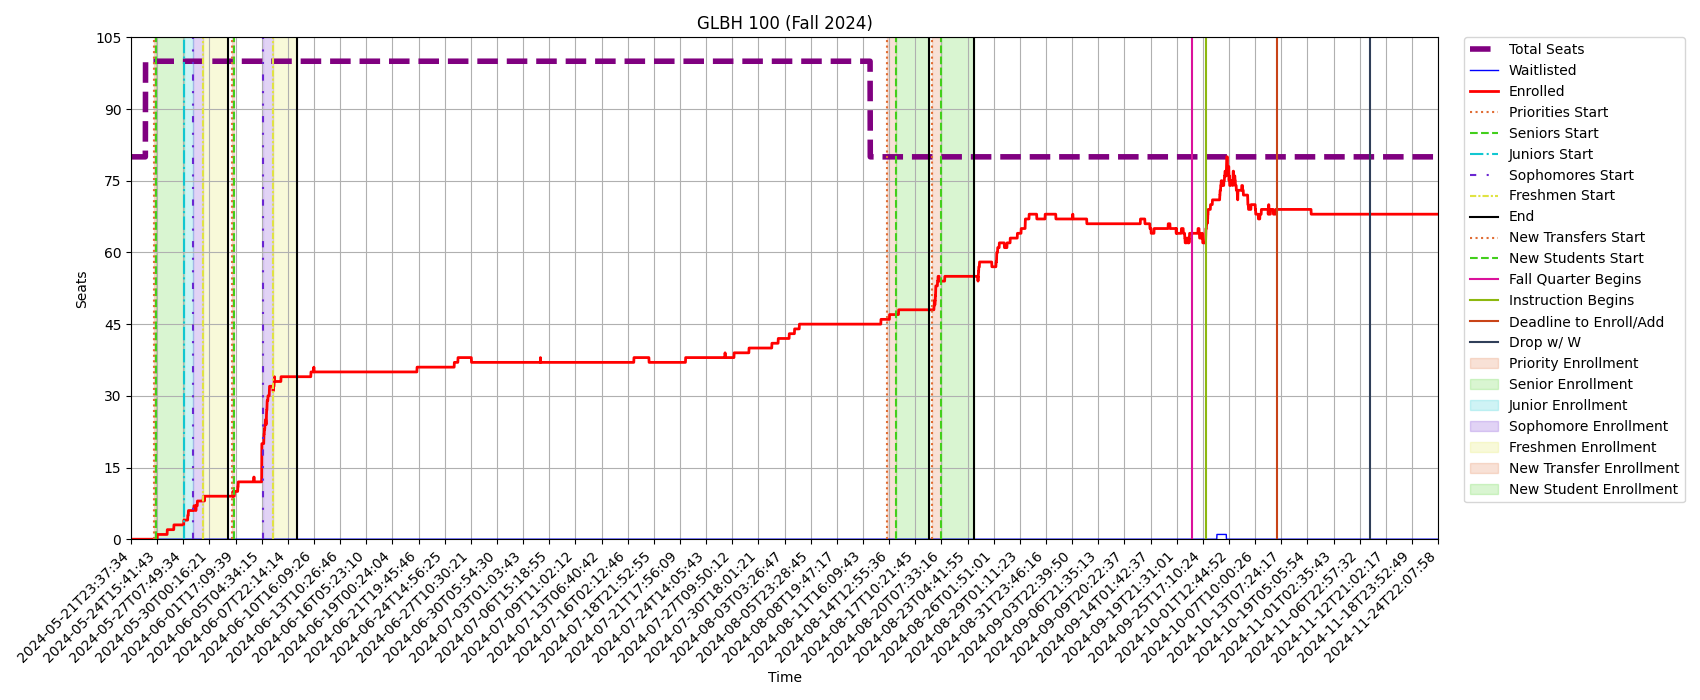 GLBH 100 (Fall 2024)
105
90
75
60
45
30
15
0
Seats
2024-05-21T23:37:34
2024-05-24T15:41:43
2024-05-27T07:49:34
2024-05-30T00:16:21
2024-06-01T17:09:39
2024-06-05T04:34:15
2024-06-07T22:14:14
2024-06-10T16:09:26
2024-06-13T10:26:46
2024-06-16T05:23:10
2024-06-19T00:24:04
2024-06-21T19:45:46
2024-06-24T14:56:25
2024-06-27T10:30:21
2024-06-30T05:54:30
2024-07-03T01:03:43
2024-07-06T15:18:55
2024-07-09T11:02:12
2024-07-13T06:40:42
2024-07-16T02:12:46
2024-07-18T21:52:55
2024-07-21T17:56:09
2024-07-24T14:05:43
2024-07-27T09:50:12
2024-07-30T18:01:21
2024-08-03T03:26:47
2024-08-05T23:28:45
2024-08-08T19:47:17
2024-08-11T16:09:43
2024-08-14T12:55:36
2024-08-17T10:21:45
2024-08-20T07:33:16
2024-08-23T04:41:55
2024-08-26T01:51:01
2024-08-29T01:11:23
2024-08-31T23:46:16
2024-09-03T22:39:50
2024-09-06T21:35:13
2024-09-09T20:22:37
2024-09-14T01:42:37
2024-09-19T21:31:01
2024-09-25T17:10:24
2024-10-01T12:44:52
2024-10-07T10:00:26
2024-10-13T07:24:17
2024-10-19T05:05:54
2024-11-01T02:35:43
2024-11-06T22:57:32
2024-11-12T21:02:17
2024-11-18T23:52:49
2024-11-24T22:07:58
Time
Total Seats
Waitlisted
Enrolled
Priorities Start
Seniors Start
Juniors Start
Sophomores Start
Freshmen Start
End
New Transfers Start
New Students Start
Fall Quarter Begins
Instruction Begins
Deadline to Enroll/Add
Drop w/ W
Priority Enrollment
Senior Enrollment
Junior Enrollment
Sophomore Enrollment
Freshmen Enrollment
New Transfer Enrollment
New Student Enrollment